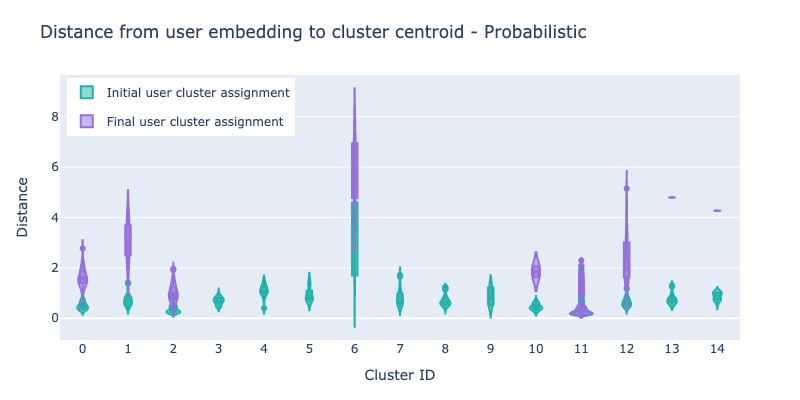 Distance from user embedding to cluster centroid - Probabilistic
Initial user cluster assignment
Final user cluster assignment
8
6
4
2
0
Distance
0 1 2 3 4 5 6 7 8 9 10 11 12 13 14
Cluster ID